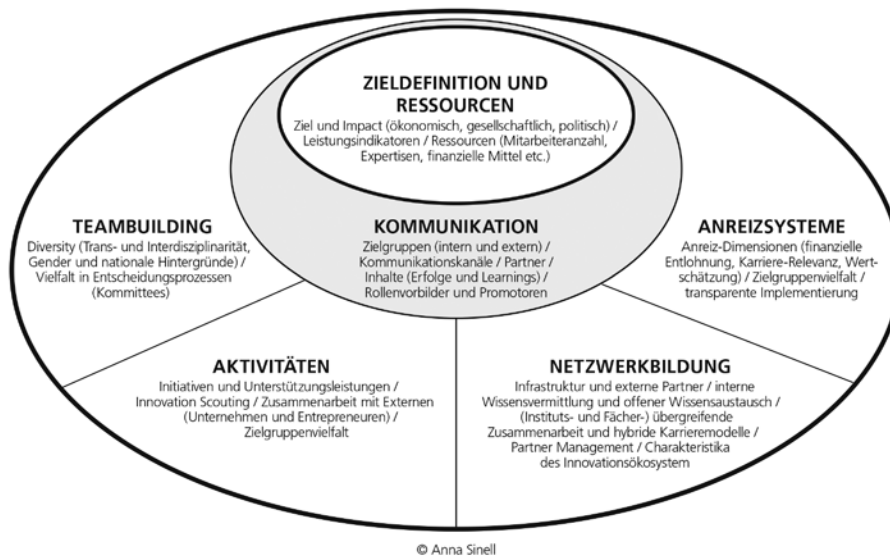 ZIELDEFINITION UND
RESSOURCEN
Ziel und Impact (ökonomisch, gesellschaftlich, politisch) /
Leistungsindikatoren / Ressourcen (Mitarbeiteranzahl,
Expertisen, finanzielle Mittel etc.)
TEAMBUILDING
Diversity (Trans- und Interdisziplinarität,
Gender und nationale Hintergründe) /
Vielfalt in Entscheidungsprozessen
(Kommittees)
KOMMUNIKATION
Zielgruppen (intern und extern) /
Kommunikationskanäle / Partner /
Inhalte (Erfolge und Learnings) /
Rollenvorbilder und Promotoren
ANREIZSYSTEME
Anreiz-Dimensionen (finanzielle
Entlohnung, Karriere-Relevanz, Wert-
schätzung) / Zielgruppenvielfalt /
transparente Implementierung
AKTIVITÄTEN
Initiativen und Unterstützungsleistungen /
Innovation Scouting / Zusammenarbeit mit Externen
(Unternehmen und Entrepreneuren) /
Zielgruppenvielfalt
NETZWERKBILDUNG
Infrastruktur und externe Partner / interne
Wissensvermittlung und offener Wissensaustausch /
(Instituts- und Fächer-) übergreifende
Zusammenarbeit und hybride Karrieremodelle /
Partner Management / Charakteristika
des Innovationsökosystem
© Anna Sinell